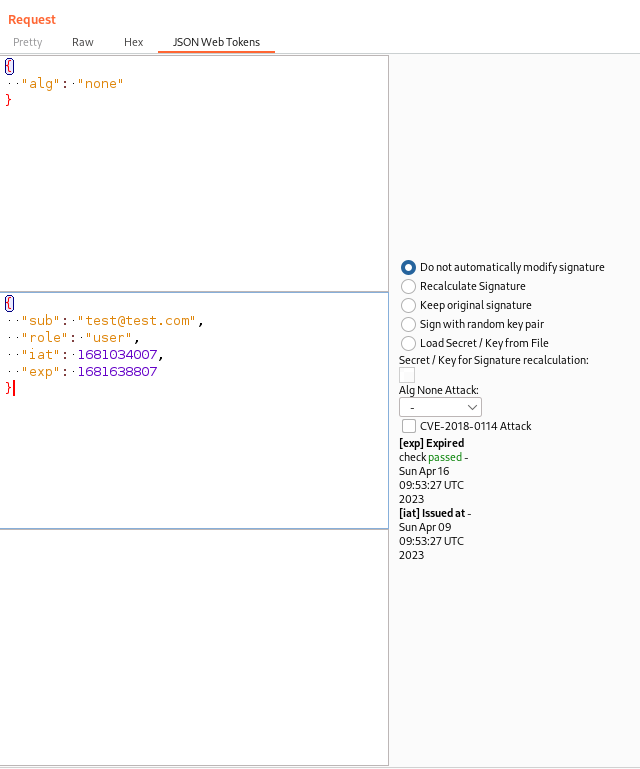 Request
Pretty Raw Hex JSON Web Tokens
{
"alg": "none"
}
{
"sub": "test@test.com",
"role": "user",
"iat": 1681034007,
"exp": 1681638807
}
Do not automatically modify signature
Recalculate Signature
Keep original signature
Sign with random key pair
Load Secret / Key from File
Secret / Key for Signature recalculation:
Alg None Attack:
-
CVE-2018-0114 Attack
[exp] Expired
check passed -
Sun Apr 16
09:53:27 UTC
2023
[iat] Issued at -
Sun Apr 09
09:53:27 UTC
2023